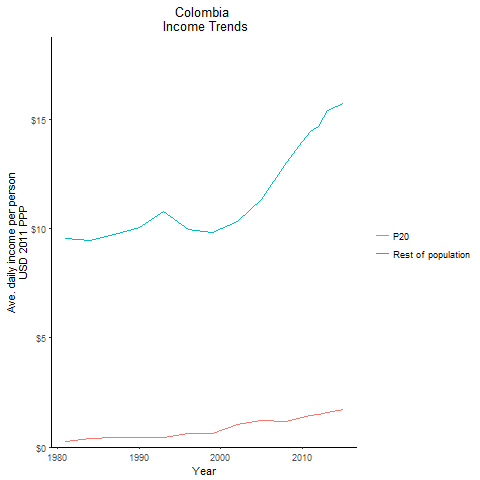 Colombia
Income Trends
Ave. daily income per person
USD 2011 PPP
$15
$10
$5
$0
1980
1990
2000
2010
Year
P20
Rest of population